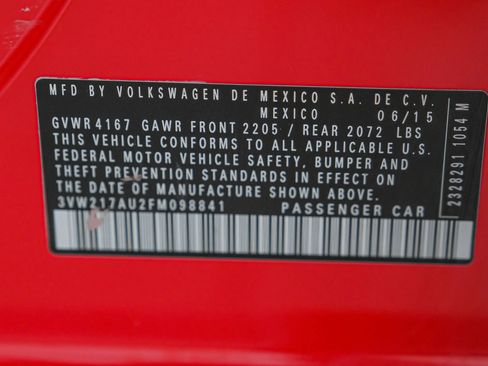 MFD BY VOLKSWAGEN DE MEXICO S.A. DE C.V.
MEXICO 06/15
GVWR 4167 GAWR FRONT 2205 / REAR 2072 LBS
THIS VEHICLE CONFORMS TO ALL APPLICABLE U.S.
FEDERAL MOTOR VEHICLE SAFETY, BUMPER AND
THEFT PREVENTION STANDARDS IN EFFECT ON
THE DATE OF MANUFACTURE SHOWN ABOVE.
3VW217AU2FM098841 PASSENGER CAR
2328291 1054 M